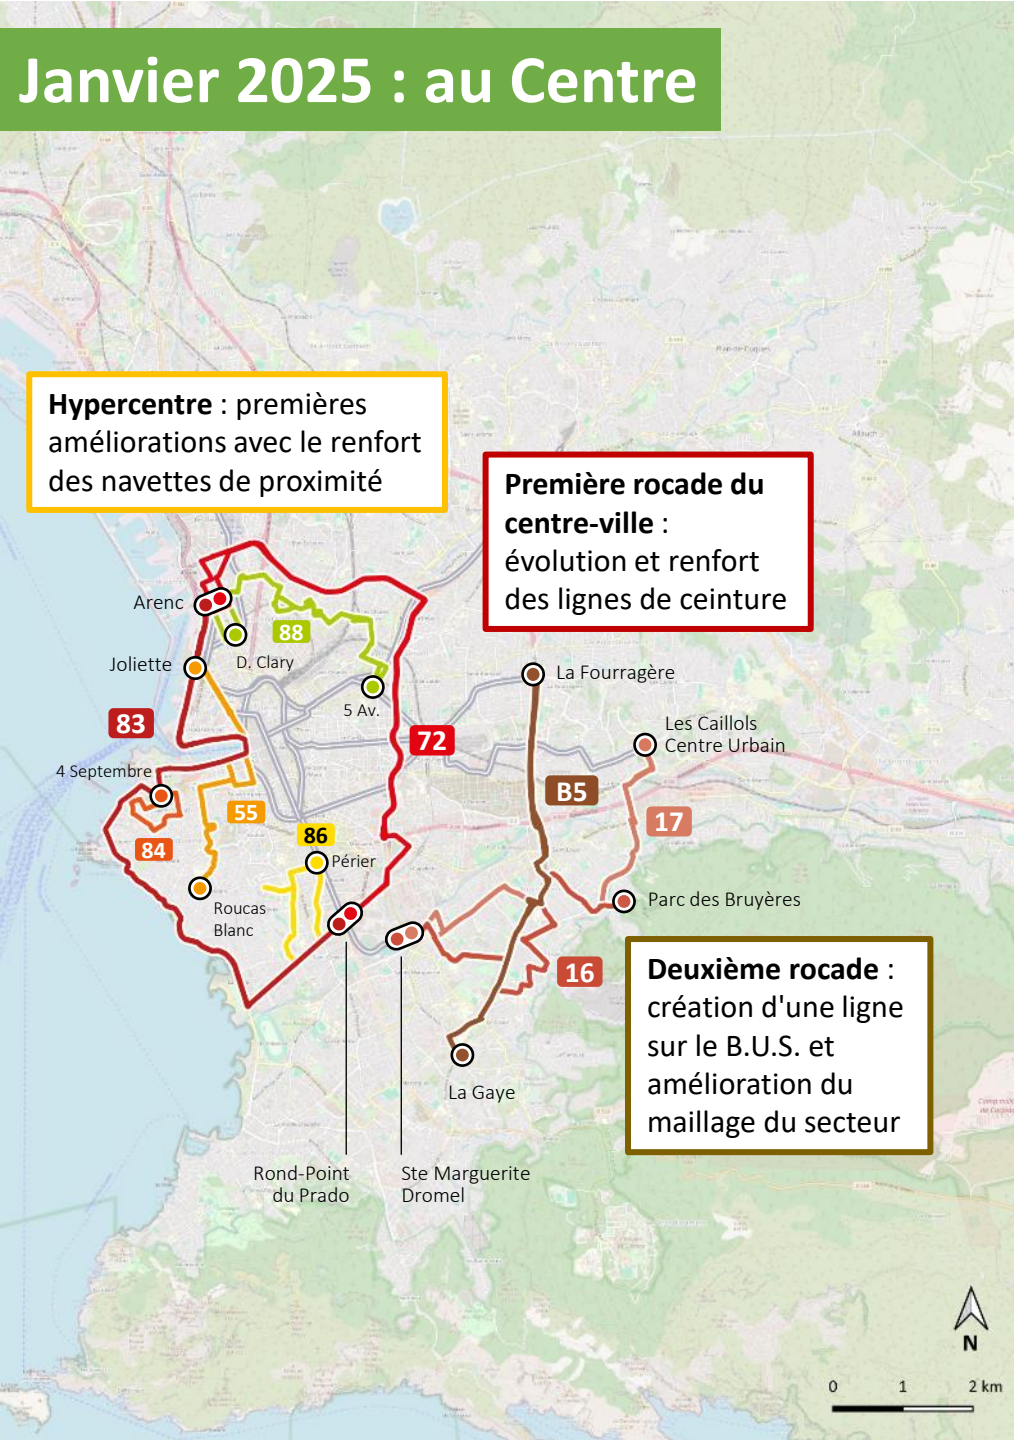 Janvier 2025 : au Centre
Hypercentre : premières
améliorations avec le renfort
des navettes de proximité
Première rocade du
centre-ville :
évolution et renfort
des lignes de ceinture
Arenc
88
D. Clary
Joliette
5 Av.
La Fourragère
83
72
Les Caillols
Centre Urbain
4 Septembre
B5
55
17
84
86
Périer
Roucas
Blanc
Parc des Bruyères
16
Deuxième rocade :
création d'une ligne
sur le B.U.S. et
amélioration du
maillage du secteur
La Gaye
Rond-Point
du Prado
Ste Marguerite
Dromel
Plan-de-Cuques
Allauch
N
0 1 2 km